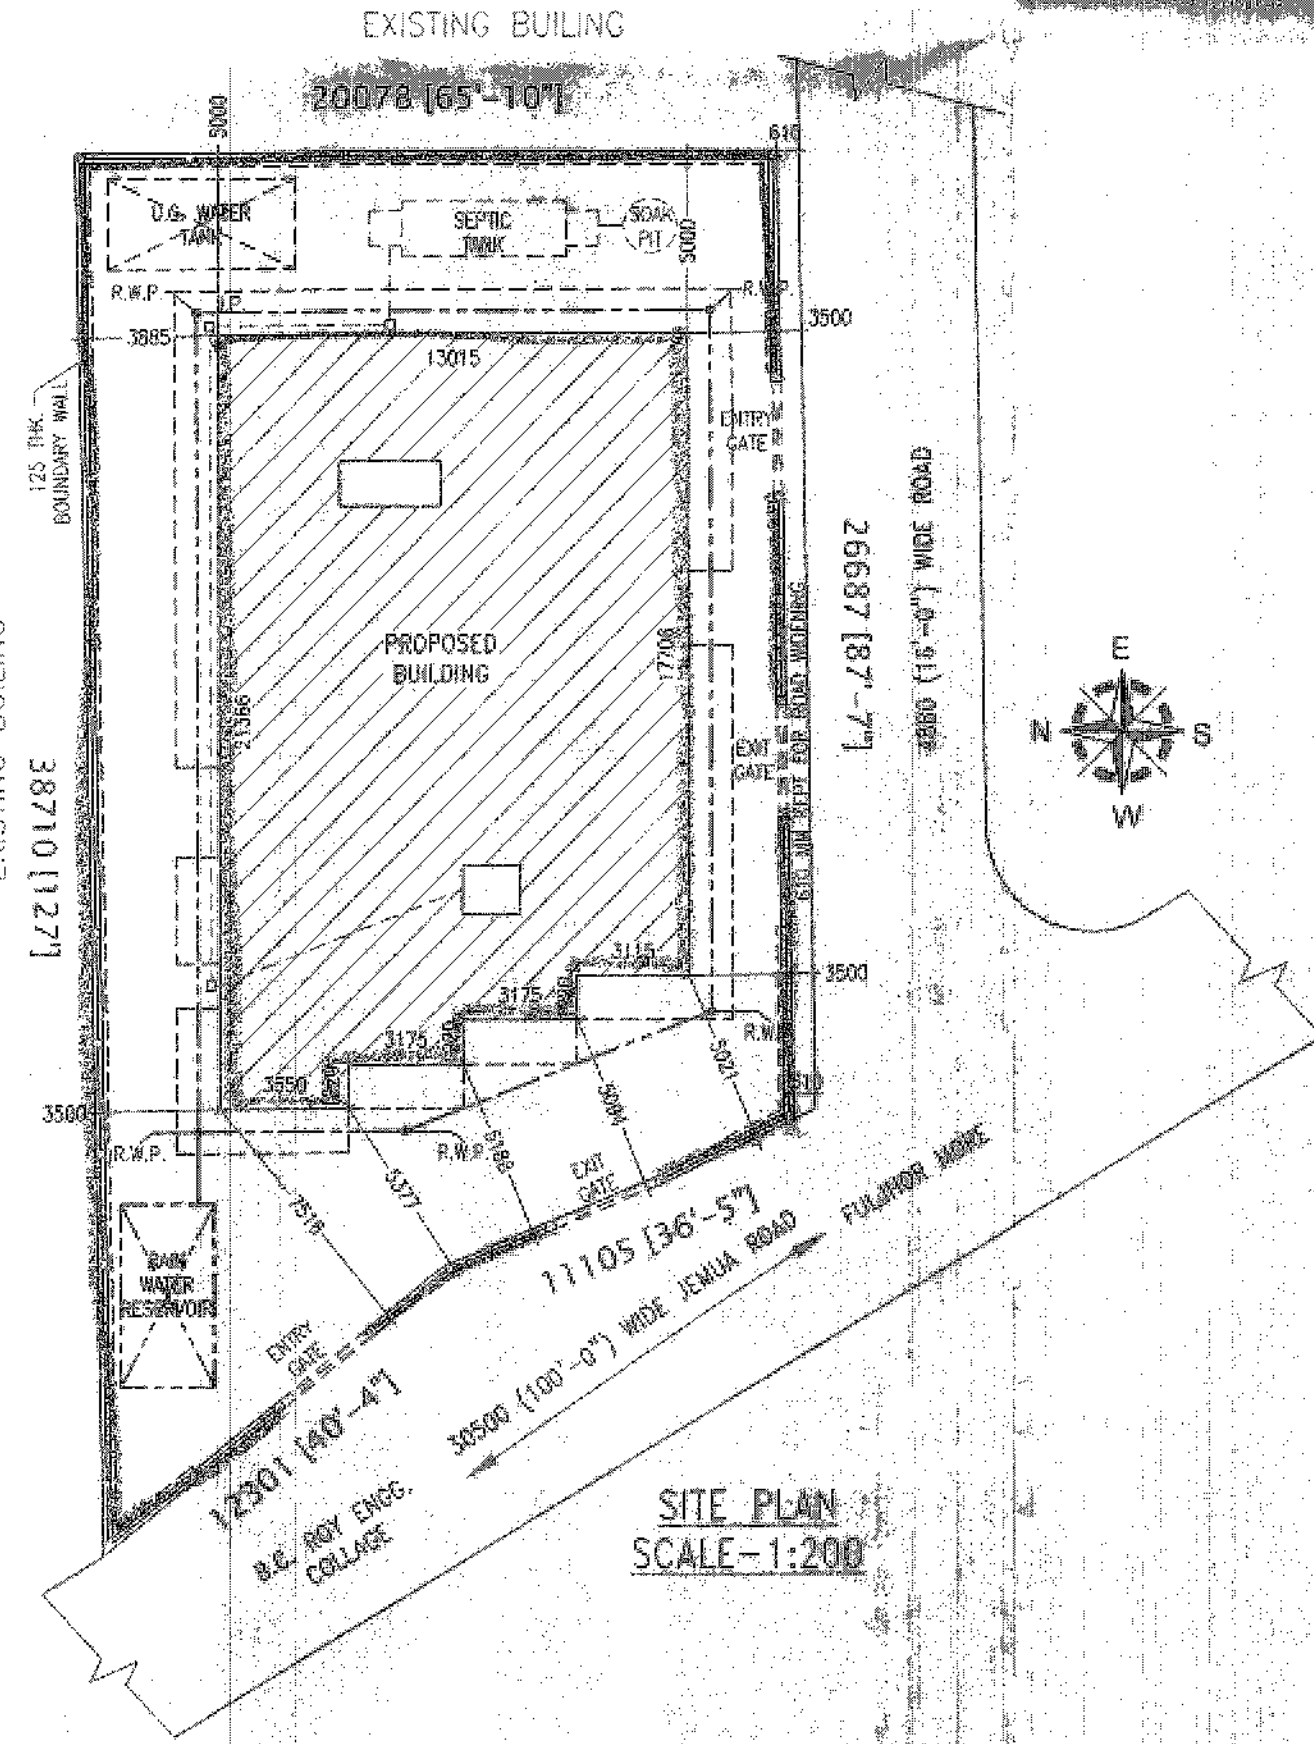 EXISTING BUILING
20078 [65'-10"]
5000
610
U.G. WATER
TANK
SEPTIC
TANK
SOAK
PIT
5000
R.W.P.
R.W.P.
3885
3500
13015
125 THK.
BOUNDARY WALL
ENTRY
GATE
26687 [87'-7"]
4880 (16'-0") WIDE ROAD
PROPOSED
BUILDING
17706
21366
EXIT
GATE
610 MM KEPT FOR ROAD WIDENING
E
N
S
W
38710 [127']
3115
3500
3175
R.W.
3175
5021
3550
610
3500
R.W.P.
R.W.P.
5377
7518
EXIT
GATE
11105 [36'-5"]
FULJHOR MORE
RAIN
WATER
RESERVOIR
ENTRY
GATE
30500 (100'-0") WIDE JEMUA ROAD
12301 [40'-4"]
B.C. ROY ENGG.
COLLAGE
SITE PLAN
SCALE-1:200